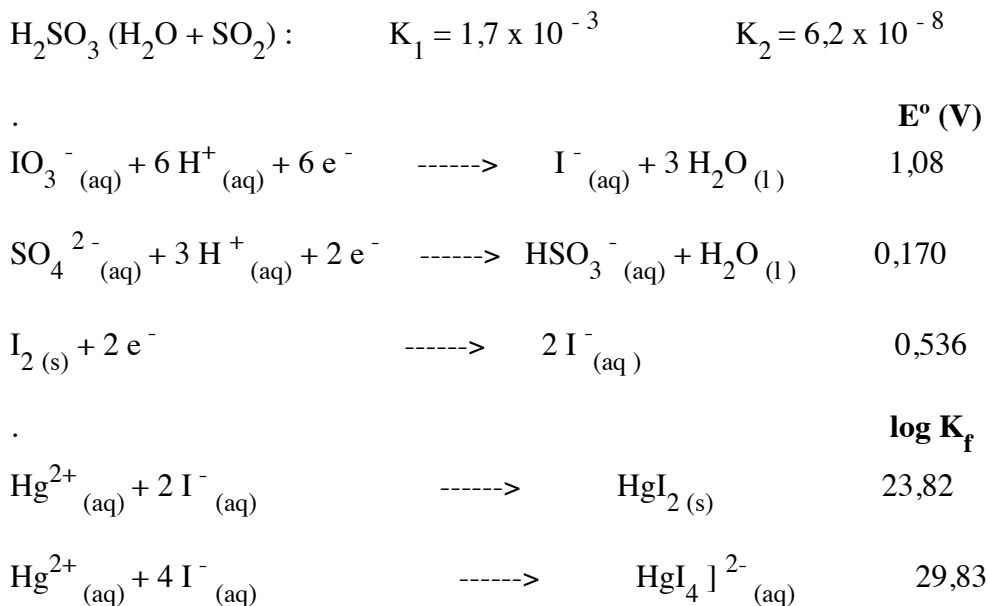 H₂SO₃ (H₂O + SO₂) : K₁ = 1,7 x 10 ⁻ ³ K₂ = 6,2 x 10 ⁻ ⁸
. Eº (V)
IO₃ ⁻ (aq) + 6 H⁺ (aq) + 6 e ⁻ ------> I ⁻ (aq) + 3 H₂O (l ) 1,08
SO₄ ²⁻ (aq) + 3 H ⁺ (aq) + 2 e ⁻ ------> HSO₃ ⁻ (aq) + H₂O (l ) 0,170
I₂ (s) + 2 e ⁻ ------> 2 I ⁻ (aq ) 0,536
. log K_f
Hg²⁺ (aq) + 2 I ⁻ (aq) ------> HgI₂ (s) 23,82
Hg²⁺ (aq) + 4 I ⁻ (aq) ------> HgI₄ ] ²⁻ (aq) 29,83